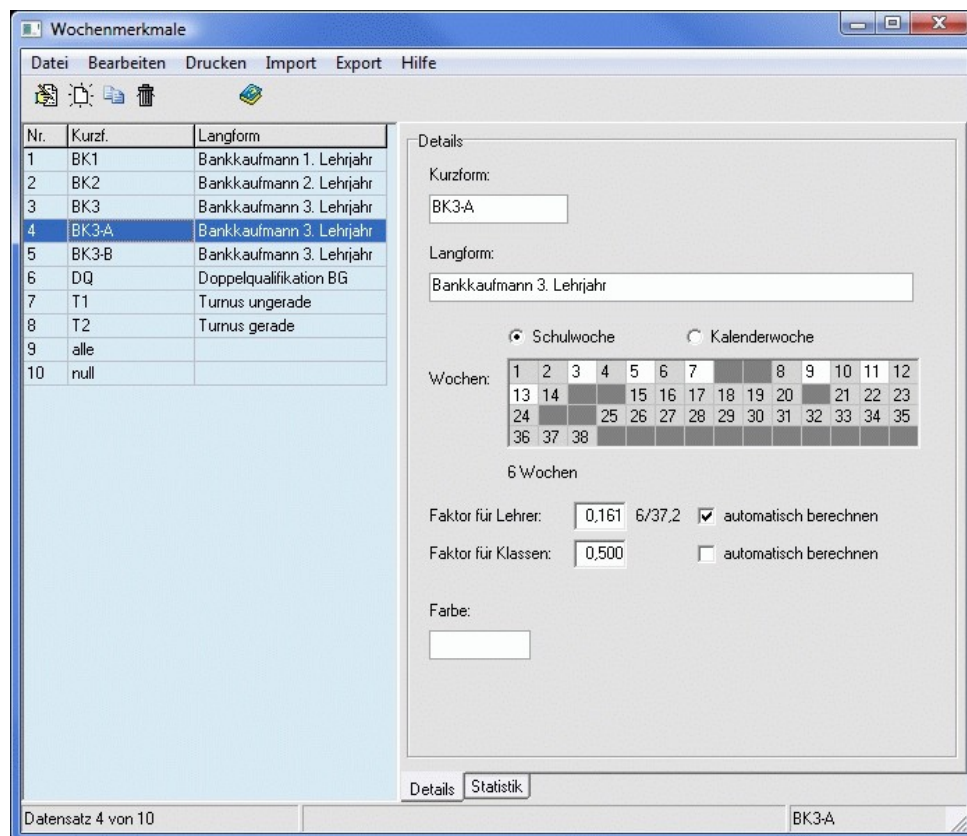 Wochenmerkmale
Datei Bearbeiten Drucken Import Export Hilfe
Nr. Kurzf. Langform
1 BK1 Bankkaufmann 1. Lehrjahr
2 BK2 Bankkaufmann 2. Lehrjahr
3 BK3 Bankkaufmann 3. Lehrjahr
4 BK3-A Bankkaufmann 3. Lehrjahr
5 BK3-B Bankkaufmann 3. Lehrjahr
6 DQ Doppelqualifikation BG
7 T1 Turnus ungerade
8 T2 Turnus gerade
9 alle
10 null
Details
Kurzform:
BK3-A
Langform:
Bankkaufmann 3. Lehrjahr
Schulwoche Kalenderwoche
Wochen:
1 2 3 4 5 6 7 8 9 10 11 12
13 14 15 16 17 18 19 20 21 22 23
24 25 26 27 28 29 30 31 32 33 34 35
36 37 38
6 Wochen
Faktor für Lehrer: 0,161 6/37,2 automatisch berechnen
Faktor für Klassen: 0,500 automatisch berechnen
Farbe:
Details Statistik
Datensatz 4 von 10 BK3-A